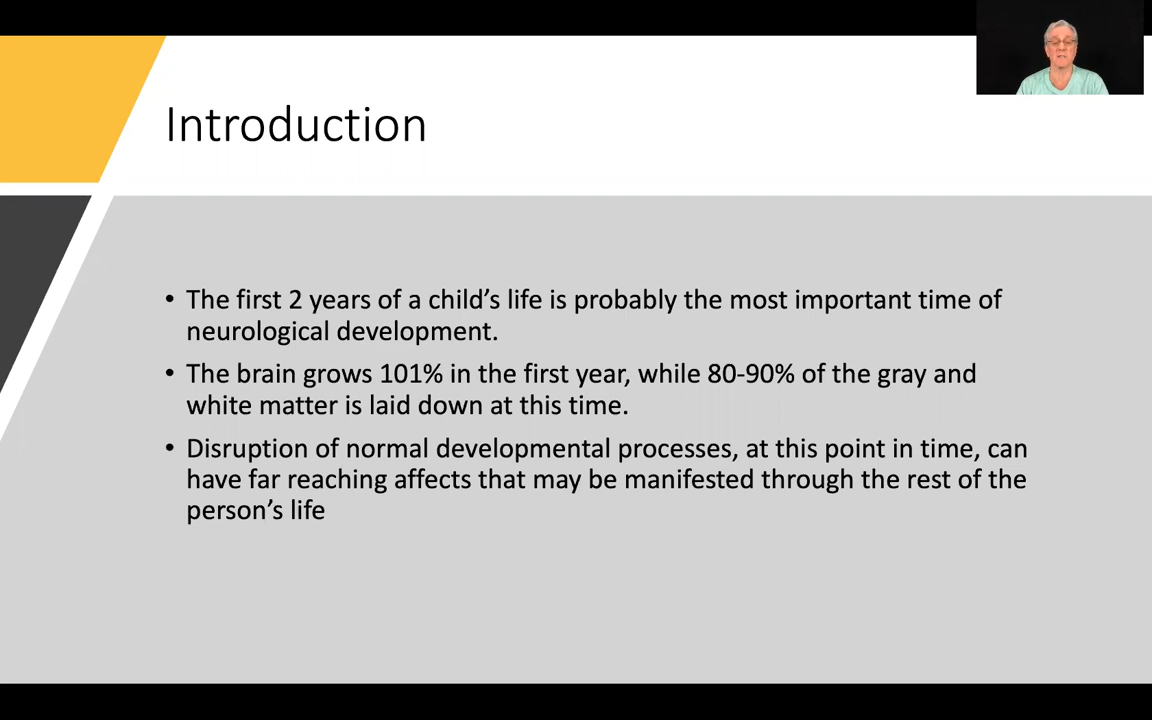 Introduction
• The first 2 years of a child’s life is probably the most important time of
neurological development.
• The brain grows 101% in the first year, while 80-90% of the gray and
white matter is laid down at this time.
• Disruption of normal developmental processes, at this point in time, can
have far reaching affects that may be manifested through the rest of the
person’s life